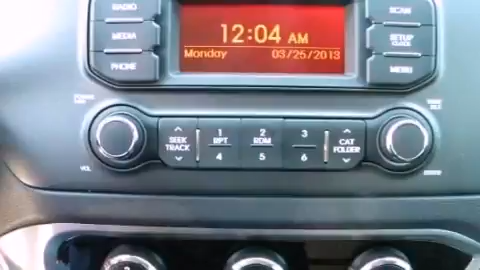 RADIO
SCAN
12:04 AM
MEDIA
SETUP
CLOCK
Monday 03/25/2013
PHONE
MENU
SEEK
TRACK
1 2 3
RPT RDM
4 5 6
CAT
FOLDER
VOL